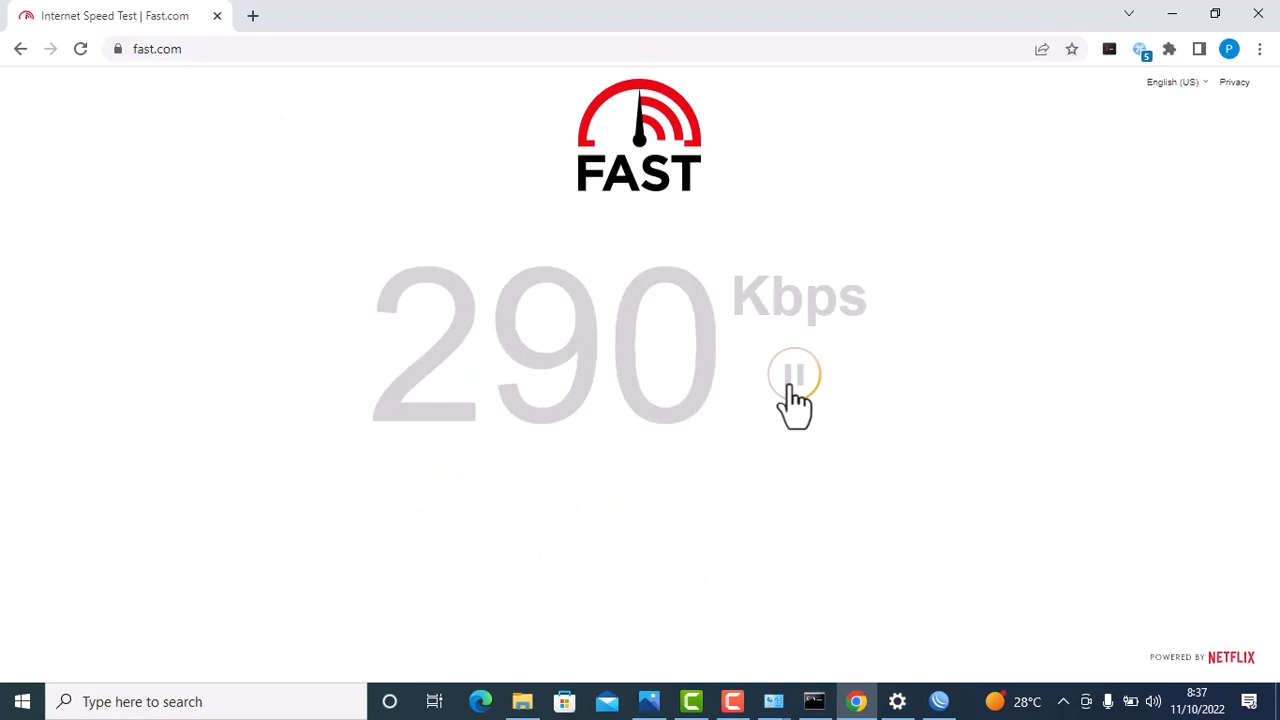 Internet Speed Test | Fast.com
fast.com
P
5
English (US)
Privacy
FAST
290 Kbps
POWERED BY NETFLIX
Type here to search
28°C
8:37
11/10/2022